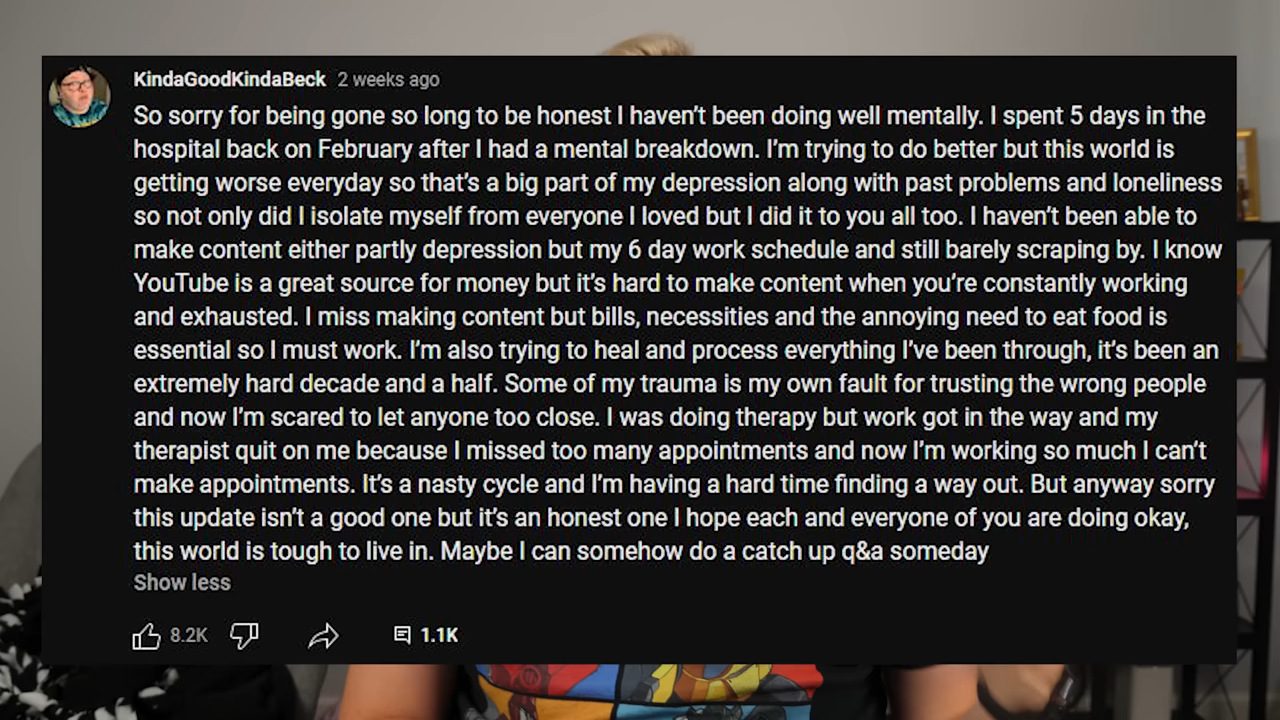 KindaGoodKindaBeck 2 weeks ago
So sorry for being gone so long to be honest I haven't been doing well mentally. I spent 5 days in the
hospital back on February after I had a mental breakdown. I'm trying to do better but this world is
getting worse everyday so that's a big part of my depression along with past problems and loneliness
so not only did I isolate myself from everyone I loved but I did it to you all too. I haven't been able to
make content either partly depression but my 6 day work schedule and still barely scraping by. I know
YouTube is a great source for money but it's hard to make content when you're constantly working
and exhausted. I miss making content but bills, necessities and the annoying need to eat food is
essential so I must work. I'm also trying to heal and process everything I've been through, it's been an
extremely hard decade and a half. Some of my trauma is my own fault for trusting the wrong people
and now I'm scared to let anyone too close. I was doing therapy but work got in the way and my
therapist quit on me because I missed too many appointments and now I'm working so much I can't
make appointments. It's a nasty cycle and I'm having a hard time finding a way out. But anyway sorry
this update isn't a good one but it's an honest one I hope each and everyone of you are doing okay,
this world is tough to live in. Maybe I can somehow do a catch up q&a someday
Show less
8.2K 1.1K